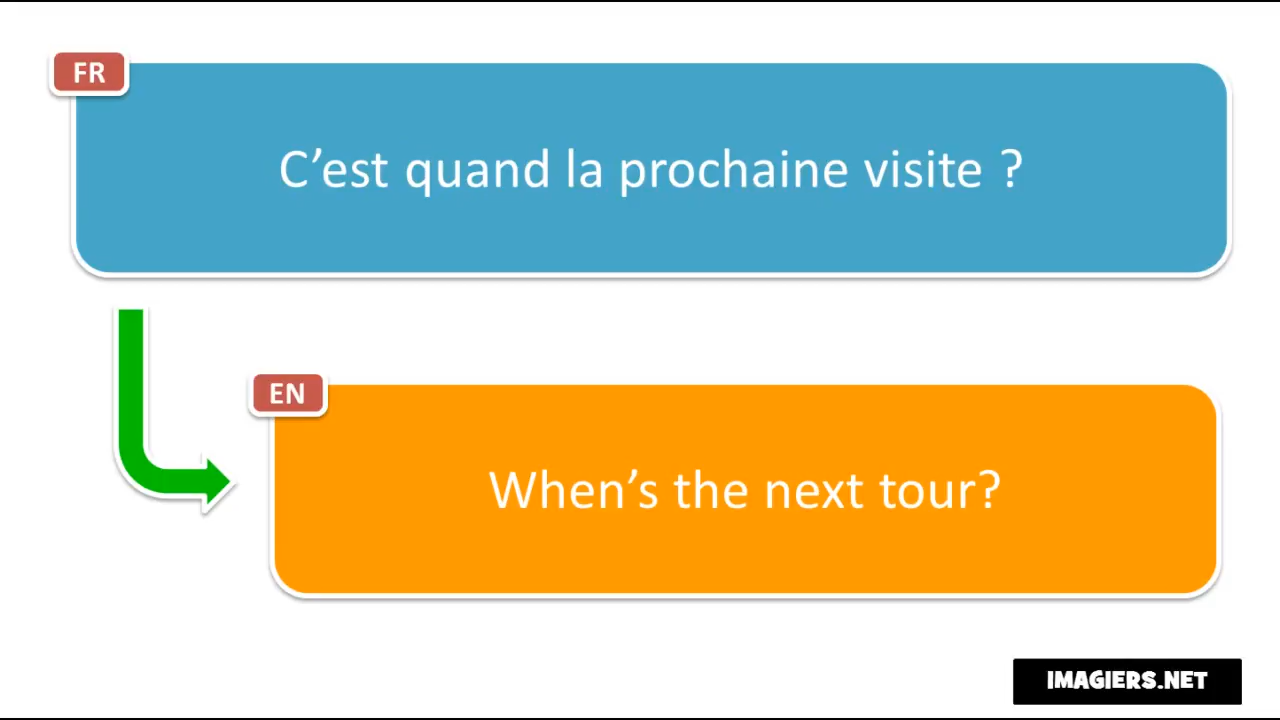 FR
C’est quand la prochaine visite ?
EN
When’s the next tour?
IMAGIERS.NET